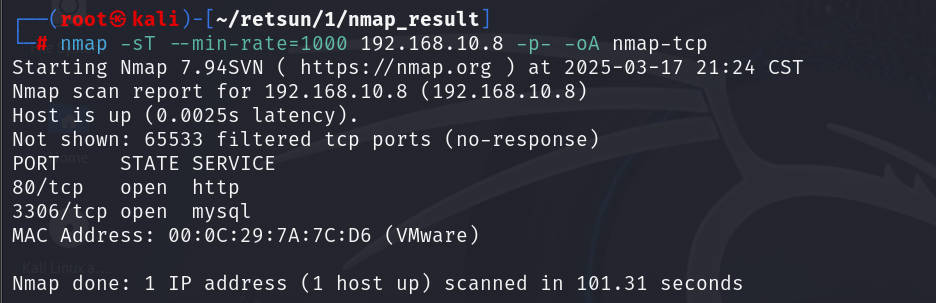 ┌──(root㉿kali)-[~/retsun/1/nmap_result]
└─# nmap -sT --min-rate=1000 192.168.10.8 -p- -oA nmap-tcp
Starting Nmap 7.94SVN ( https://nmap.org ) at 2025-03-17 21:24 CST
Nmap scan report for 192.168.10.8 (192.168.10.8)
Host is up (0.0025s latency).
Not shown: 65533 filtered tcp ports (no-response)
PORT     STATE SERVICE
80/tcp   open  http
3306/tcp open  mysql
MAC Address: 00:0C:29:7A:7C:D6 (VMware)
Nmap done: 1 IP address (1 host up) scanned in 101.31 seconds